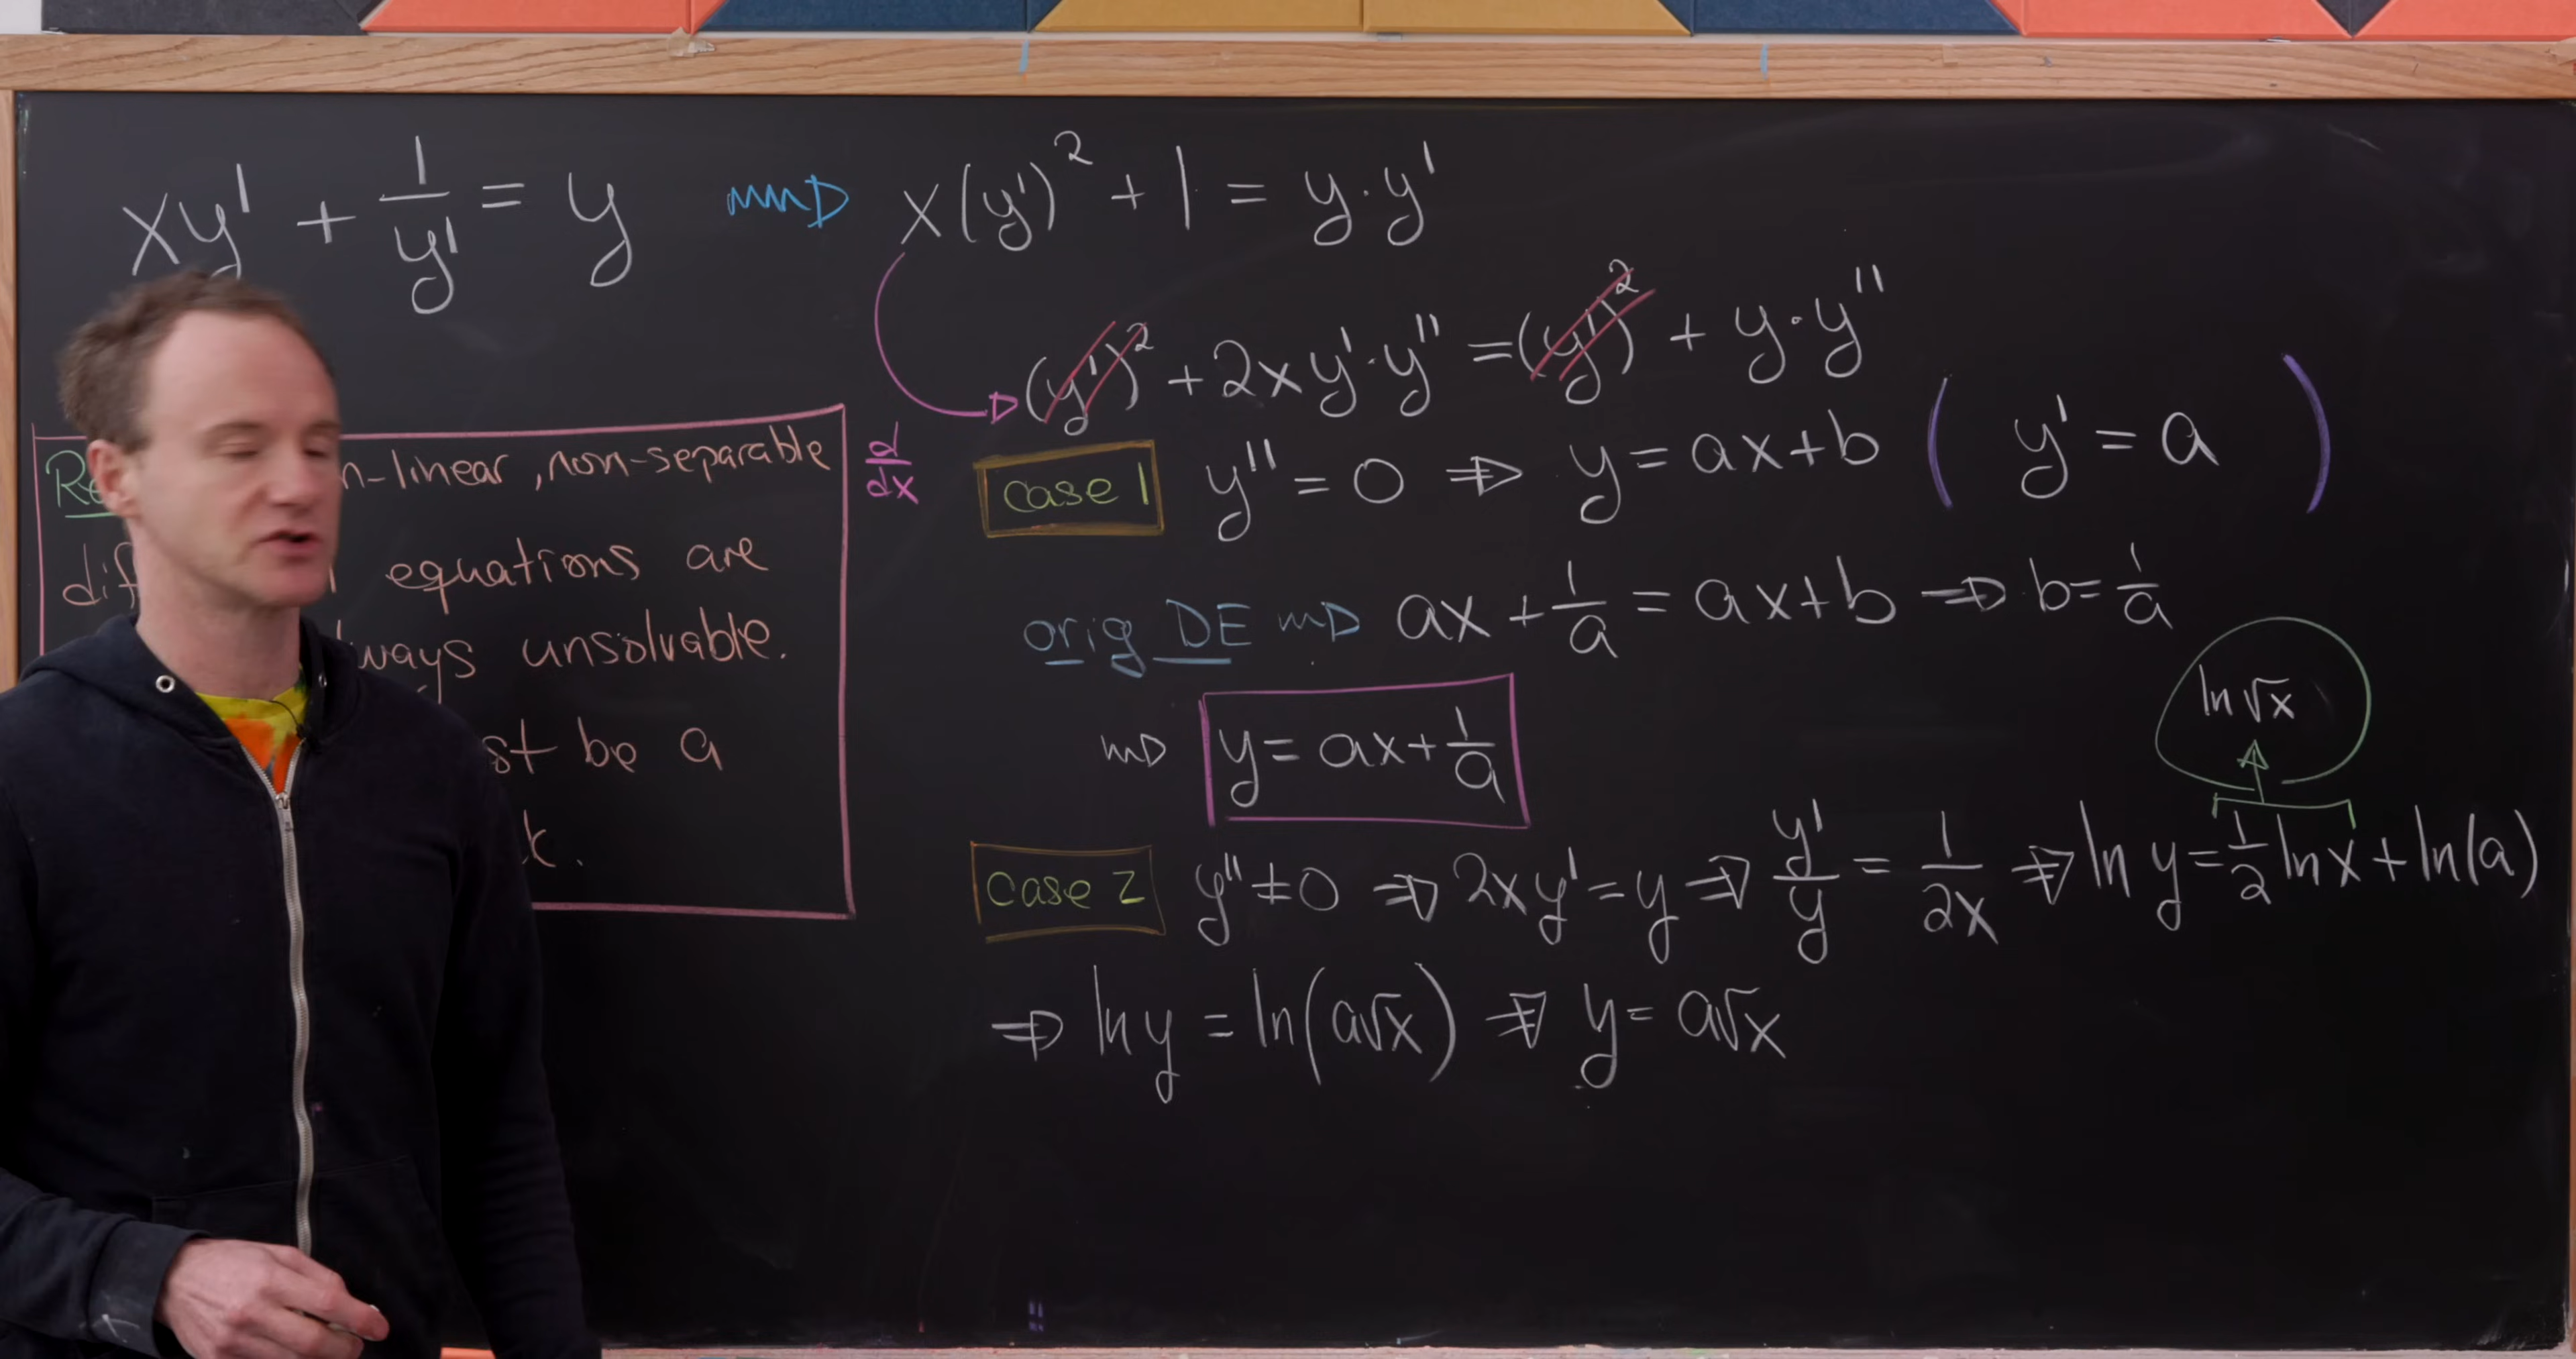 xy' + 1/y' = y ⟹ x(y')² + 1 = y·y'
(y')² + 2xy'·y'' = (y')² + y·y''
d/dx
case 1 y'' = 0 ⟹ y = ax+b ( y' = a )
orig DE ⟹ ax + 1/a = ax+b → b = 1/a
⟹ y = ax + 1/a
ln √x
case 2 y'' ≠ 0 ⟹ 2xy' = y ⟹ y'/y = 1/2x ⟹ ln y = 1/2 ln x + ln(a)
⟹ ln y = ln(a√x) ⟹ y = a√x
n-linear, non-separable
equations are
ways unsolvable.
st be a
k.